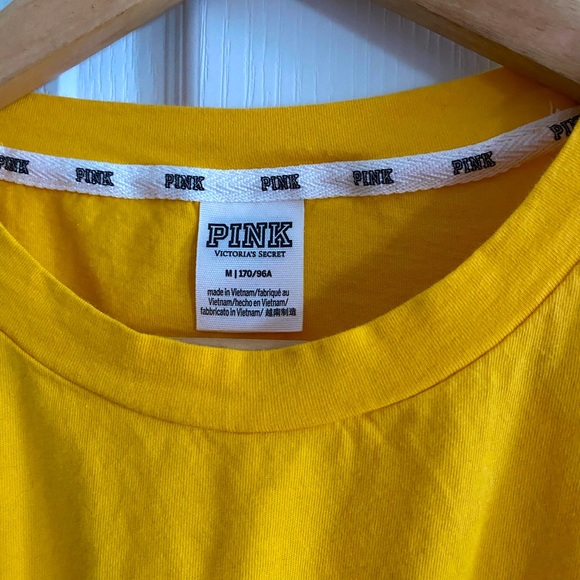 PINK PINK PINK PINK PINK PINK PINK
PINK
VICTORIA'S SECRET
M | 170/96A
made in Vietnam/fabriqué au
Vietnam/hecho en Vietnam/
fabbricato in Vietnam/ 越南制造